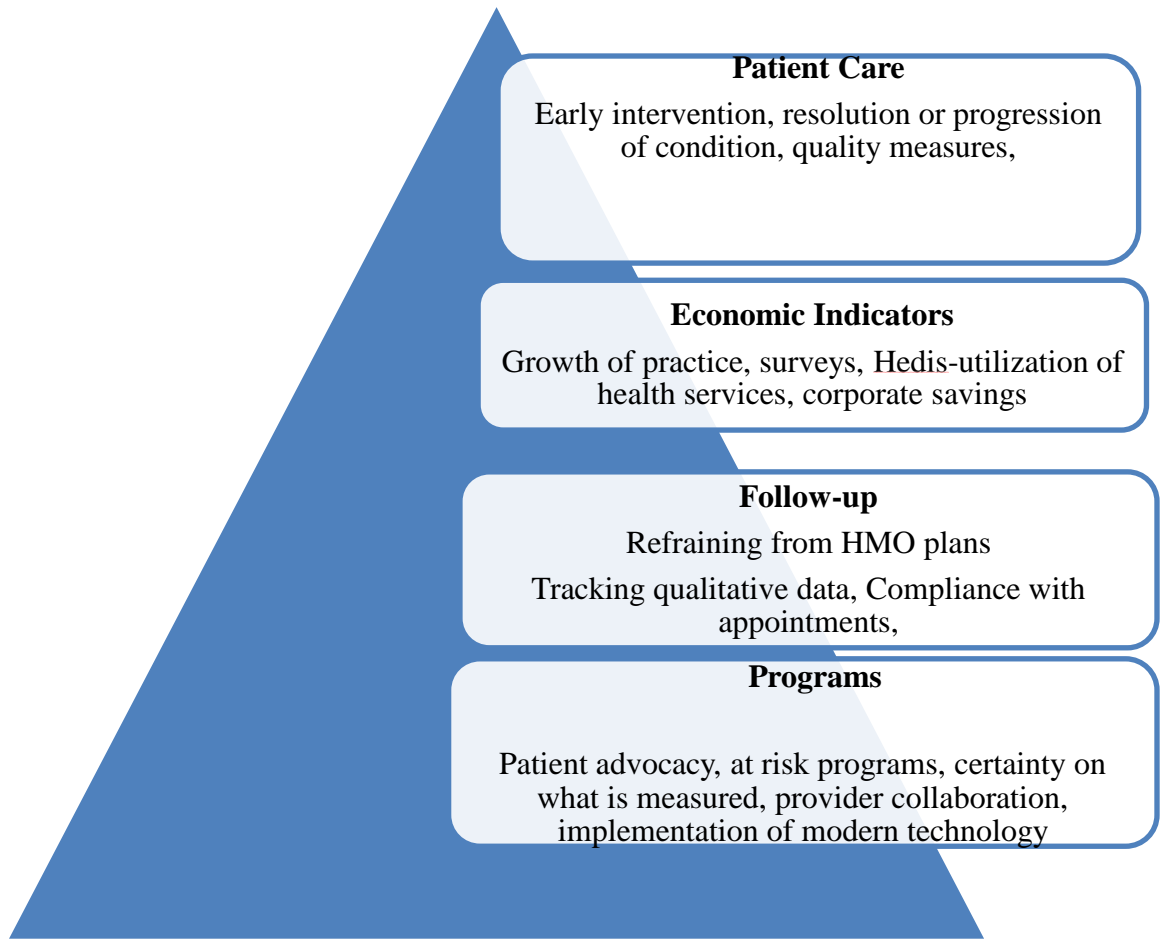 Patient Care
Early intervention, resolution or progression
of condition, quality measures,
Economic Indicators
Growth of practice, surveys, Hedis-utilization of
health services, corporate savings
Follow-up
Refraining from HMO plans
Tracking qualitative data, Compliance with
appointments,
Programs
Patient advocacy, at risk programs, certainty on
what is measured, provider collaboration,
implementation of modern technology